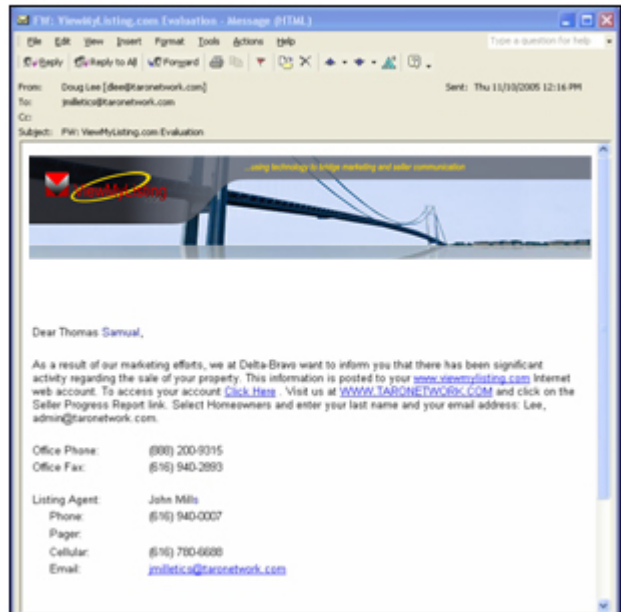 FW: ViewMyListing.com Evaluation - Message (HTML)
File Edit View Insert Format Tools Actions Help Type a question for help
Reply Reply to All Forward
From: Doug Lee [dlee@taronetwork.com] Sent: Thu 11/10/2005 12:16 PM
To: jmilletics@taronetwork.com
Cc:
Subject: FW: ViewMyListing.com Evaluation
...using technology to bridge marketing and seller communication
ViewMyListing
Dear Thomas Samual,
As a result of our marketing efforts, we at Delta-Bravo want to inform you that there has been significant
activity regarding the sale of your property. This information is posted to your www.viewmylisting.com Internet
web account. To access your account Click Here . Visit us at WWW.TARONETWORK.COM and click on the
Seller Progress Report link. Select Homeowners and enter your last name and your email address: Lee,
admin@taronetwork.com.
Office Phone: (888) 200-9315
Office Fax: (616) 940-2893
Listing Agent: John Mills
Phone: (616) 940-0007
Pager:
Cellular: (616) 780-6688
Email: jmilletics@taronetwork.com